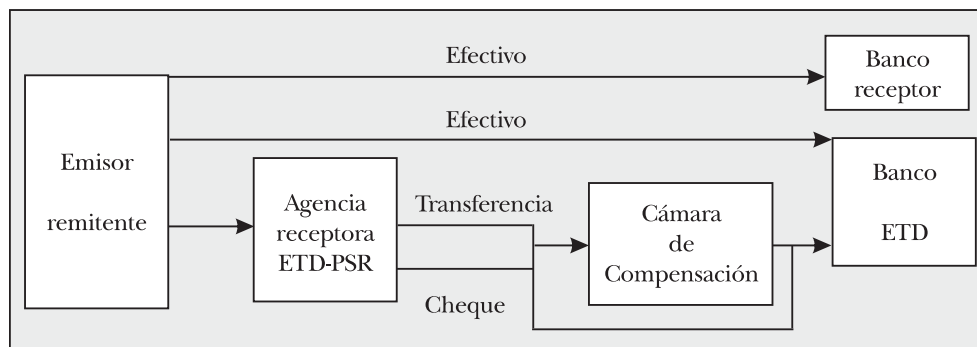 Efectivo
Banco
receptor
Efectivo
Emisor
remitente
Agencia
receptora
ETD-PSR
Transferencia
Cheque
Cámara
de
Compensación
Banco
ETD